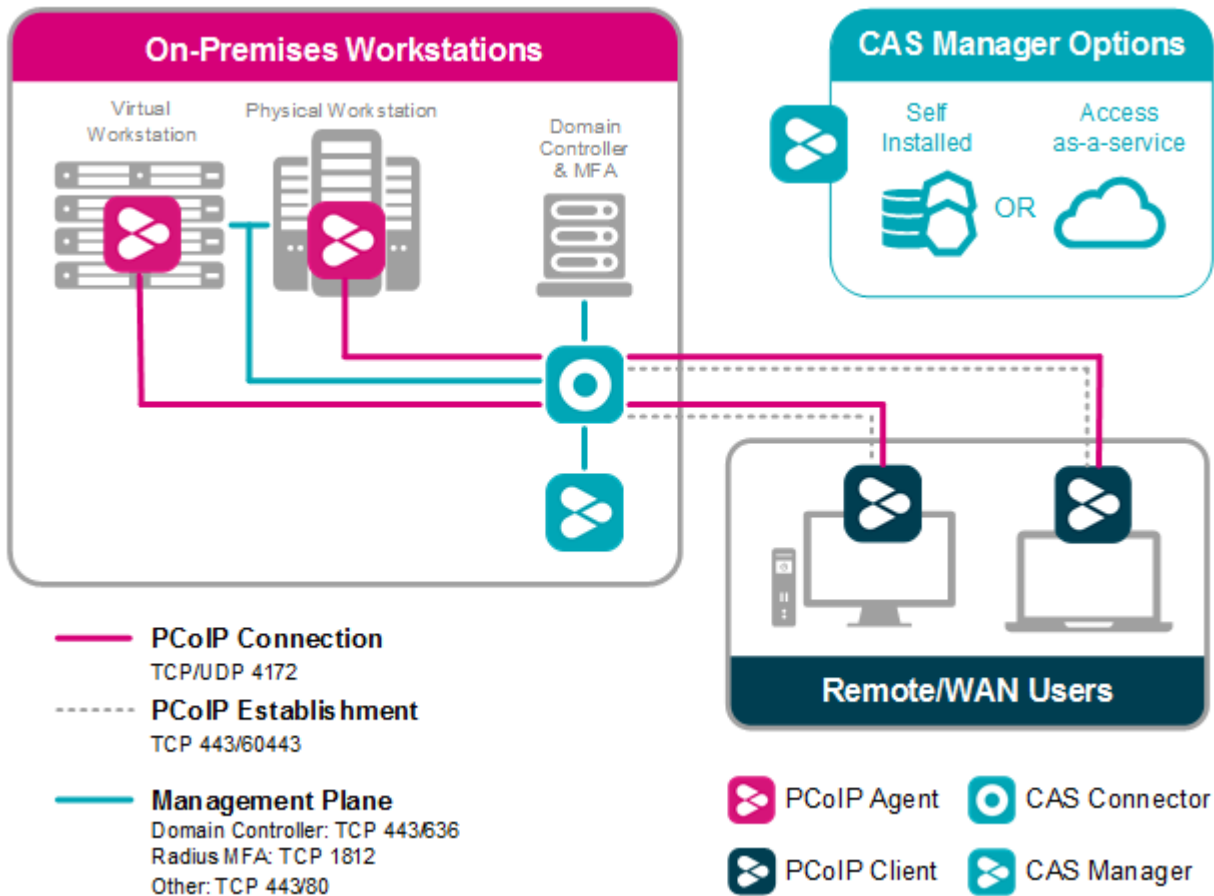 On-Premises Workstations
Virtual
Workstation
Physical Workstation
Domain
Controller
& MFA
CAS Manager Options
Self
Installed
OR
Access
as-a-service
Remote/WAN Users
PCoIP Connection
TCP/UDP 4172
PCoIP Establishment
TCP 443/60443
Management Plane
Domain Controller: TCP 443/636
Radius MFA: TCP 1812
Other: TCP 443/80
PCoIP Agent
CAS Connector
PCoIP Client
CAS Manager